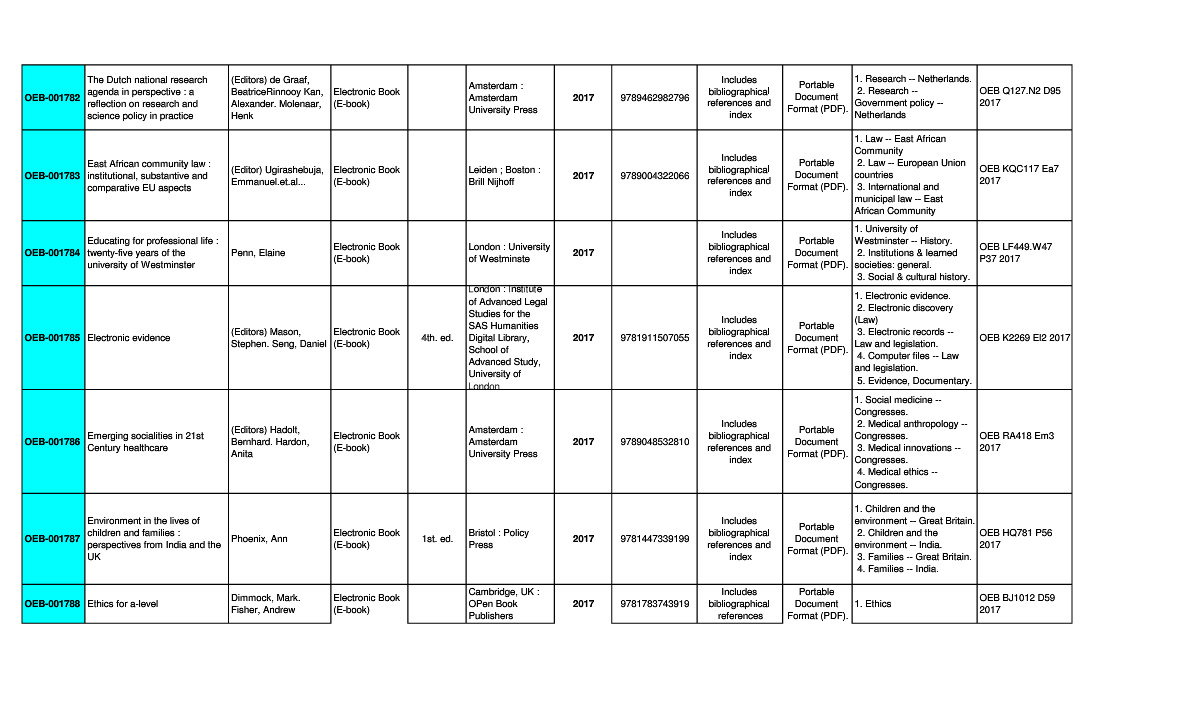 OEB-001782
The Dutch national research
agenda in perspective : a
reflection on research and
science policy in practice
(Editors) de Graaf,
BeatriceRinnooy Kan,
Alexander. Molenaar,
Henk
Electronic Book
(E-book)
Amsterdam :
Amsterdam
University Press
2017
9789462982796
Includes
bibliographical
references and
index
Portable
Document
Format (PDF).
1. Research -- Netherlands.
2. Research --
Government policy --
Netherlands
OEB Q127.N2 D95
2017
OEB-001783
East African community law :
institutional, substantive and
comparative EU aspects
(Editor) Ugirashebuja,
Emmanuel.et.al...
Electronic Book
(E-book)
Leiden ; Boston :
Brill Nijhoff
2017
9789004322066
Includes
bibliographical
references and
index
Portable
Document
Format (PDF).
1. Law -- East African
Community
2. Law -- European Union
countries
3. International and
municipal law -- East
African Community
OEB KQC117 Ea7
2017
OEB-001784
Educating for professional life :
twenty-five years of the
university of Westminster
Penn, Elaine
Electronic Book
(E-book)
London : University
of Westminste
2017
Includes
bibliographical
references and
index
Portable
Document
Format (PDF).
1. University of
Westminster -- History.
2. Institutions & learned
societies: general.
3. Social & cultural history.
OEB LF449.W47
P37 2017
OEB-001785
Electronic evidence
(Editors) Mason,
Stephen. Seng, Daniel
Electronic Book
(E-book)
4th. ed.
London : Institute
of Advanced Legal
Studies for the
SAS Humanities
Digital Library,
School of
Advanced Study,
University of
London
2017
9781911507055
Includes
bibliographical
references and
index
Portable
Document
Format (PDF).
1. Electronic evidence.
2. Electronic discovery
(Law)
3. Electronic records --
Law and legislation.
4. Computer files -- Law
and legislation.
5. Evidence, Documentary.
OEB K2269 El2 2017
OEB-001786
Emerging socialities in 21st
Century healthcare
(Editors) Hadolt,
Bernhard. Hardon,
Anita
Electronic Book
(E-book)
Amsterdam :
Amsterdam
University Press
2017
9789048532810
Includes
bibliographical
references and
index
Portable
Document
Format (PDF).
1. Social medicine --
Congresses.
2. Medical anthropology --
Congresses.
3. Medical innovations --
Congresses.
4. Medical ethics --
Congresses.
OEB RA418 Em3
2017
OEB-001787
Environment in the lives of
children and families :
perspectives from India and the
UK
Phoenix, Ann
Electronic Book
(E-book)
1st. ed.
Bristol : Policy
Press
2017
9781447339199
Includes
bibliographical
references and
index
Portable
Document
Format (PDF).
1. Children and the
environment -- Great Britain.
2. Children and the
environment -- India.
3. Families -- Great Britain.
4. Families -- India.
OEB HQ781 P56
2017
OEB-001788
Ethics for a-level
Dimmock, Mark.
Fisher, Andrew
Electronic Book
(E-book)
Cambridge, UK :
OPen Book
Publishers
2017
9781783743919
Includes
bibliographical
references
Portable
Document
Format (PDF).
1. Ethics
OEB BJ1012 D59
2017